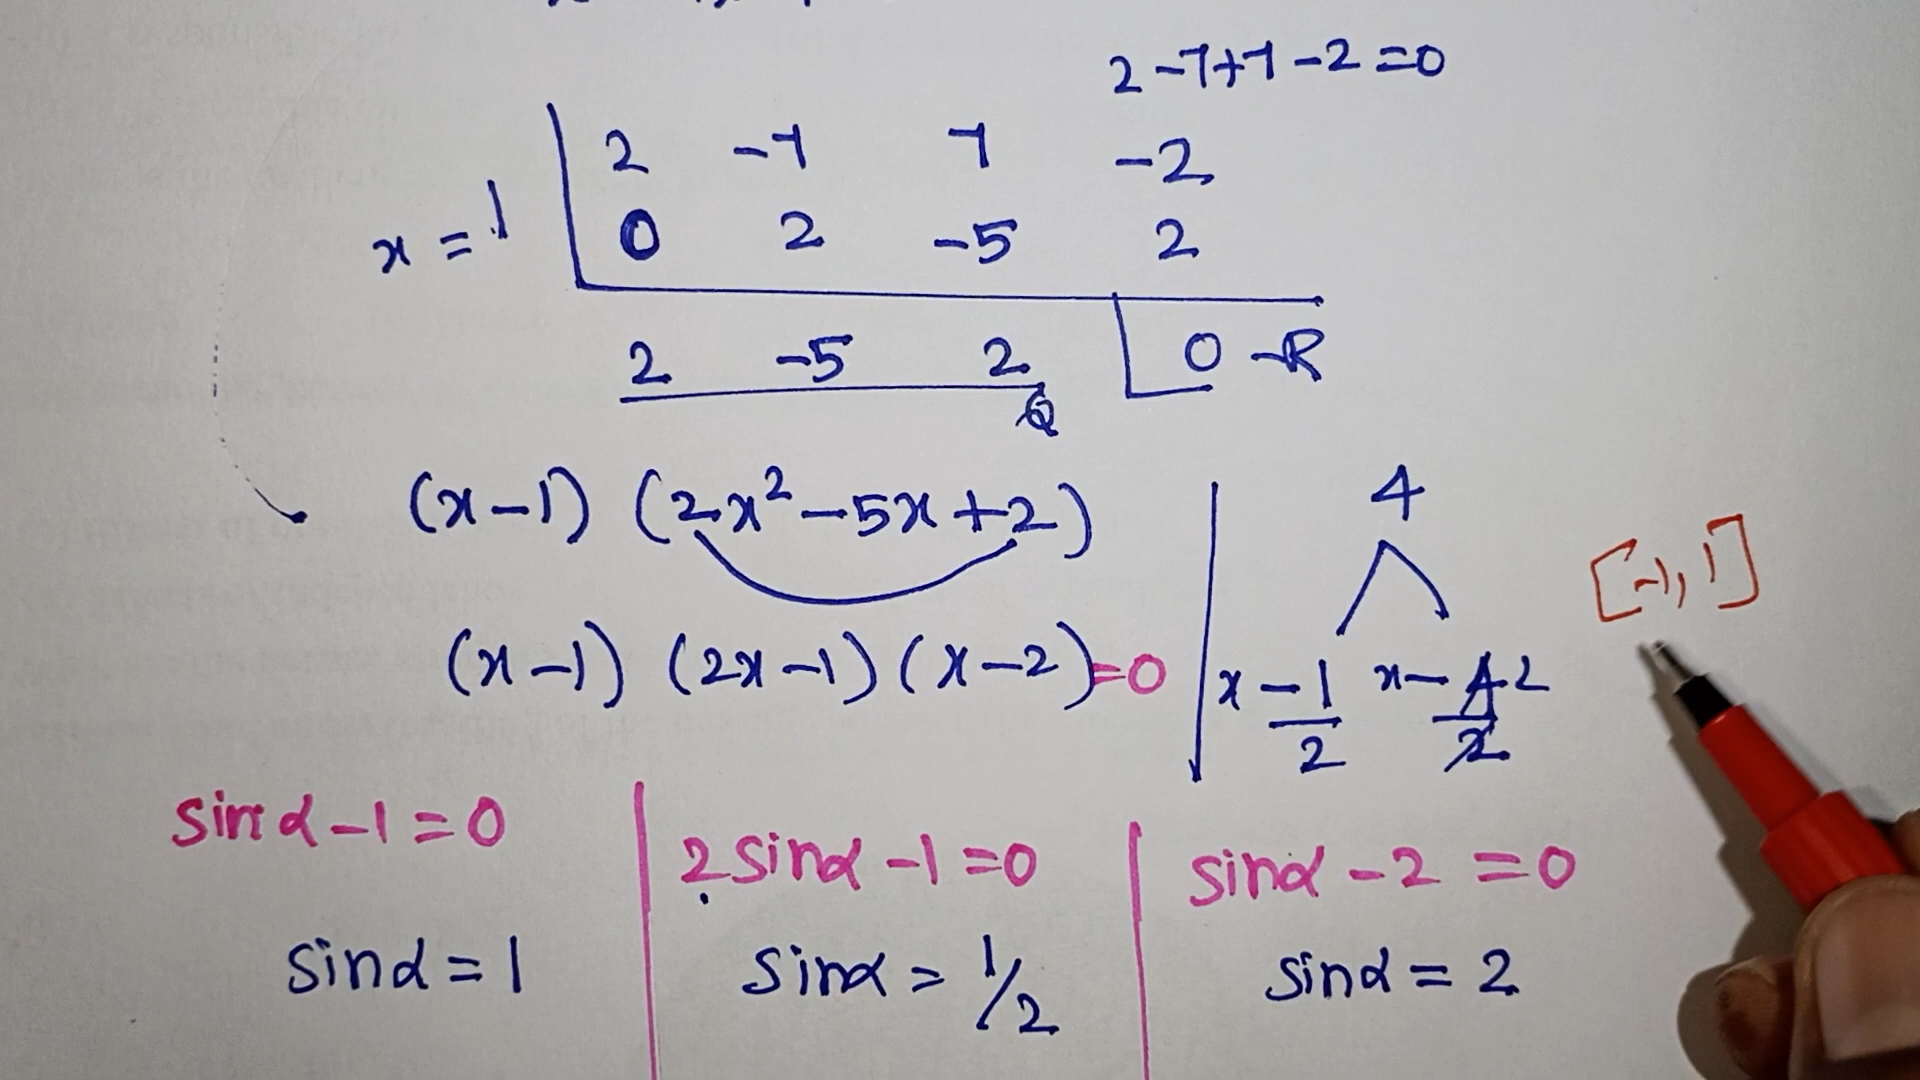 2 -7+7 -2 =0
2 -7 7 -2
x = 1
0 2 -5 2
2 -5 2 0 -R
Q
(x-1) (2x²-5x+2)
4
[-1, 1]
(x-1) (2x-1) (x-2)=0
x - 1/2 x - 4/2 2
sinα-1=0
2sinα-1=0
sinα-2=0
sinα=1
sinα=1/2
sinα=2